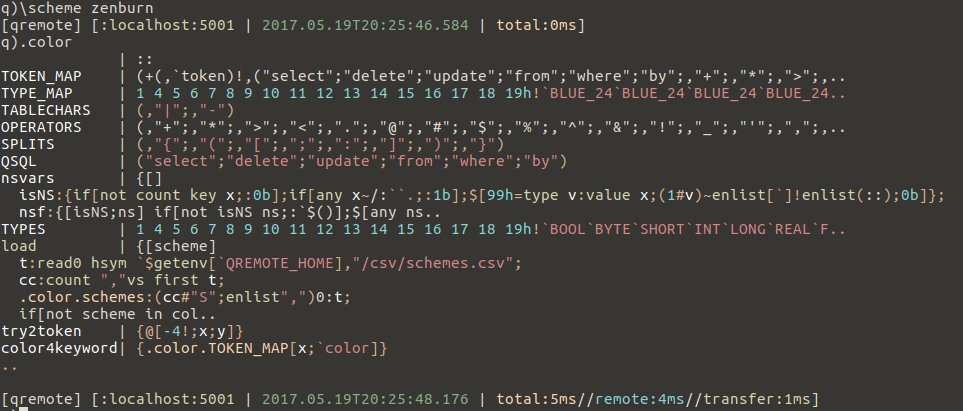 q)\scheme zenburn
[qremote] [:localhost:5001 | 2017.05.19T20:25:46.584 | total:0ms]
q).color
            | ::
TOKEN_MAP   | (+(,`token)!,("select";"delete";"update";"from";"where";"by";,"+";,"*";,">";,..
TYPE_MAP    | 1 4 5 6 7 8 9 10 11 12 13 14 15 16 17 18 19h!`BLUE_24`BLUE_24`BLUE_24`BLUE_24..
TABLECHARS  | (,"|";,"-")
OPERATORS   | (,"+";,"*";,">";,"<";,".";,"@";,"#";,"$";,"%";,"^";,"&";,"!";,"_";,"'";,",";,..
SPLITS      | (,"{";,"(";,"[";,";";,":";,"]";,")";,"}")
QSQL        | ("select";"delete";"update";"from";"where";"by")
nsvars      | {[]
  isNS:{if[not count key x;:0b];if[any x~/:``.;:1b];$[99h=type v:value x;(1#v)~enlist[`]!enlist(::);0b]};
  nsf:{[isNS;ns] if[not isNS ns;:`$()];$[any ns..
TYPES       | 1 4 5 6 7 8 9 10 11 12 13 14 15 16 17 18 19h!`BOOL`BYTE`SHORT`INT`LONG`REAL`F..
load        | {[scheme]
  t:read0 hsym `$getenv[`QREMOTE_HOME],"/csv/schemes.csv";
  cc:count ","vs first t;
  .color.schemes:(cc#"S";enlist",")0:t;
  if[not scheme in col..
try2token   | {@[-4!;x;y]}
color4keyword| {.color.TOKEN_MAP[x;`color]}
..
[qremote] [:localhost:5001 | 2017.05.19T20:25:48.176 | total:5ms//remote:4ms//transfer:1ms]